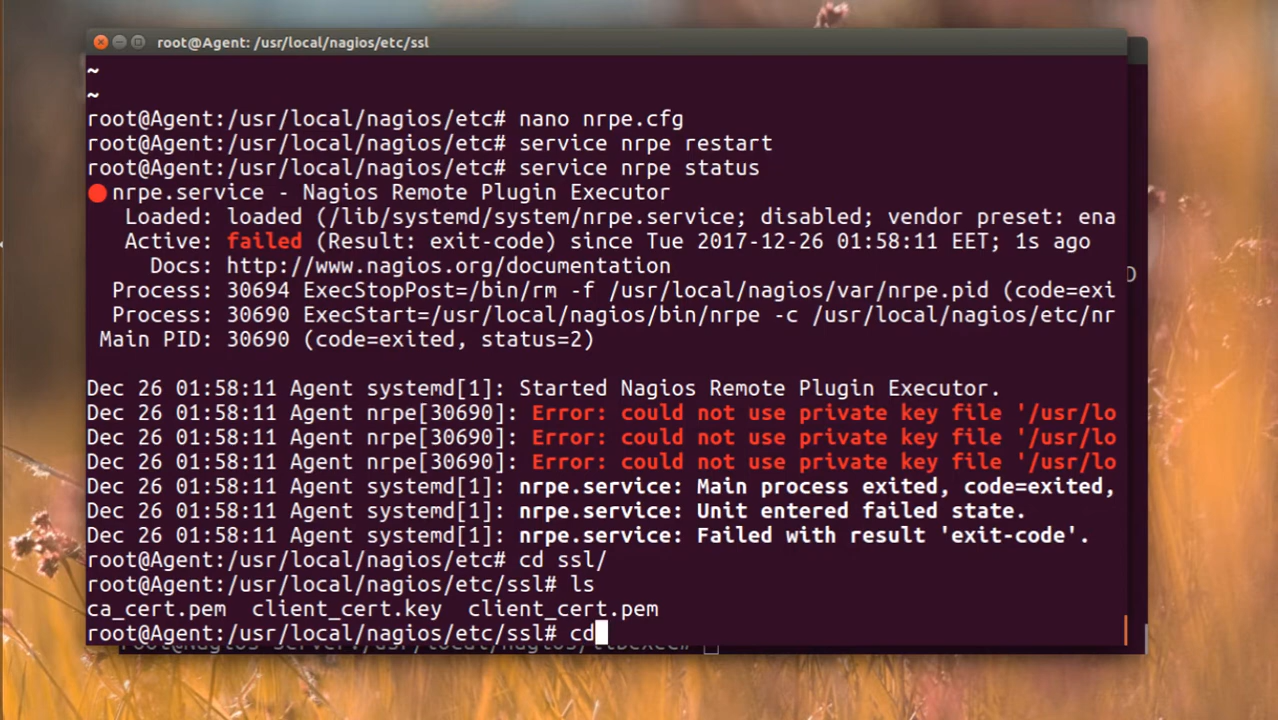 root@Agent: /usr/local/nagios/etc/ssl
~
~
root@Agent:/usr/local/nagios/etc# nano nrpe.cfg
root@Agent:/usr/local/nagios/etc# service nrpe restart
root@Agent:/usr/local/nagios/etc# service nrpe status
nrpe.service - Nagios Remote Plugin Executor
Loaded: loaded (/lib/systemd/system/nrpe.service; disabled; vendor preset: ena
Active: failed (Result: exit-code) since Tue 2017-12-26 01:58:11 EET; 1s ago
Docs: http://www.nagios.org/documentation
Process: 30694 ExecStopPost=/bin/rm -f /usr/local/nagios/var/nrpe.pid (code=exi
Process: 30690 ExecStart=/usr/local/nagios/bin/nrpe -c /usr/local/nagios/etc/nr
Main PID: 30690 (code=exited, status=2)
Dec 26 01:58:11 Agent systemd[1]: Started Nagios Remote Plugin Executor.
Dec 26 01:58:11 Agent nrpe[30690]: Error: could not use private key file '/usr/lo
Dec 26 01:58:11 Agent nrpe[30690]: Error: could not use private key file '/usr/lo
Dec 26 01:58:11 Agent nrpe[30690]: Error: could not use private key file '/usr/lo
Dec 26 01:58:11 Agent systemd[1]: nrpe.service: Main process exited, code=exited,
Dec 26 01:58:11 Agent systemd[1]: nrpe.service: Unit entered failed state.
Dec 26 01:58:11 Agent systemd[1]: nrpe.service: Failed with result 'exit-code'.
root@Agent:/usr/local/nagios/etc# cd ssl/
root@Agent:/usr/local/nagios/etc/ssl# ls
ca_cert.pem  client_cert.key  client_cert.pem
root@Agent:/usr/local/nagios/etc/ssl# cd